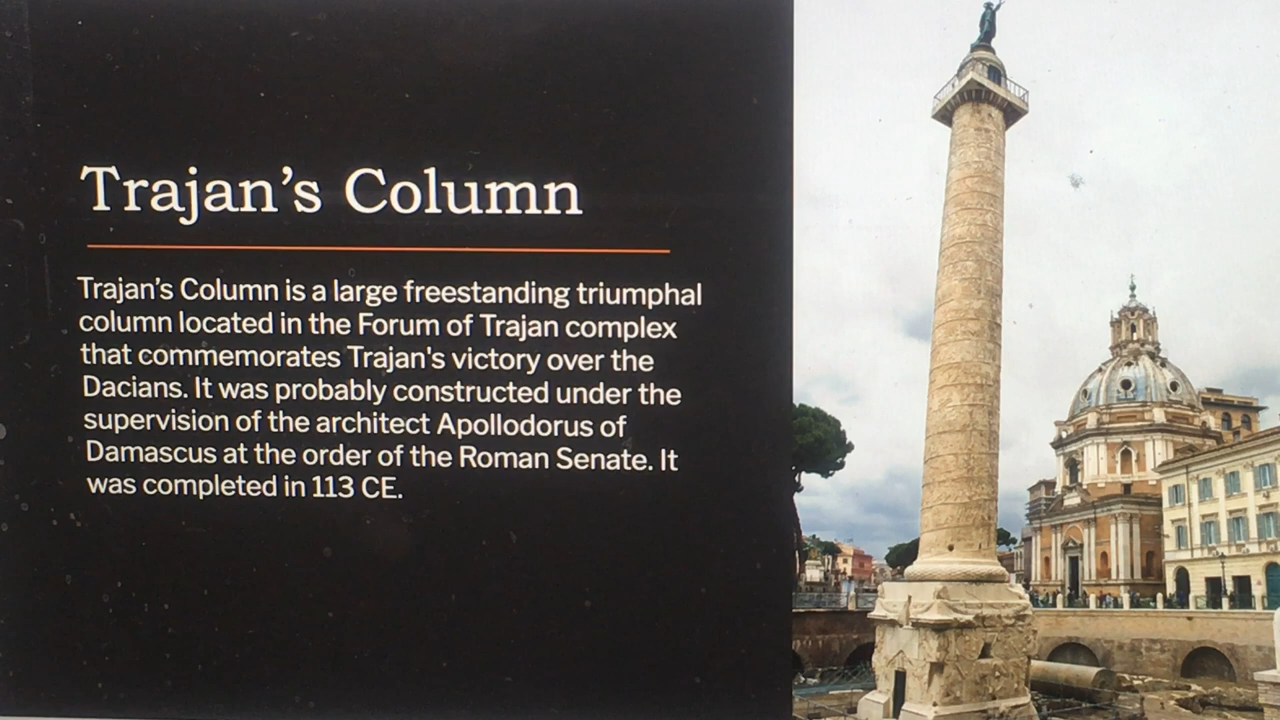 Trajan’s Column
Trajan’s Column is a large freestanding triumphal
column located in the Forum of Trajan complex
that commemorates Trajan's victory over the
Dacians. It was probably constructed under the
supervision of the architect Apollodorus of
Damascus at the order of the Roman Senate. It
was completed in 113 CE.